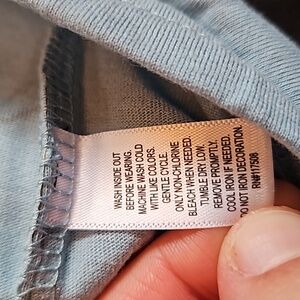 WASH INSIDE OUT
BEFORE WEARING.
MACHINE WASH COLD
WITH LIKE COLORS.
GENTLE CYCLE.
ONLY NON-CHLORINE
BLEACH WHEN NEEDED.
TUMBLE DRY LOW.
REMOVE PROMPTLY.
COOL IRON IF NEEDED.
DO NOT IRON DECORATION.
RN#117508